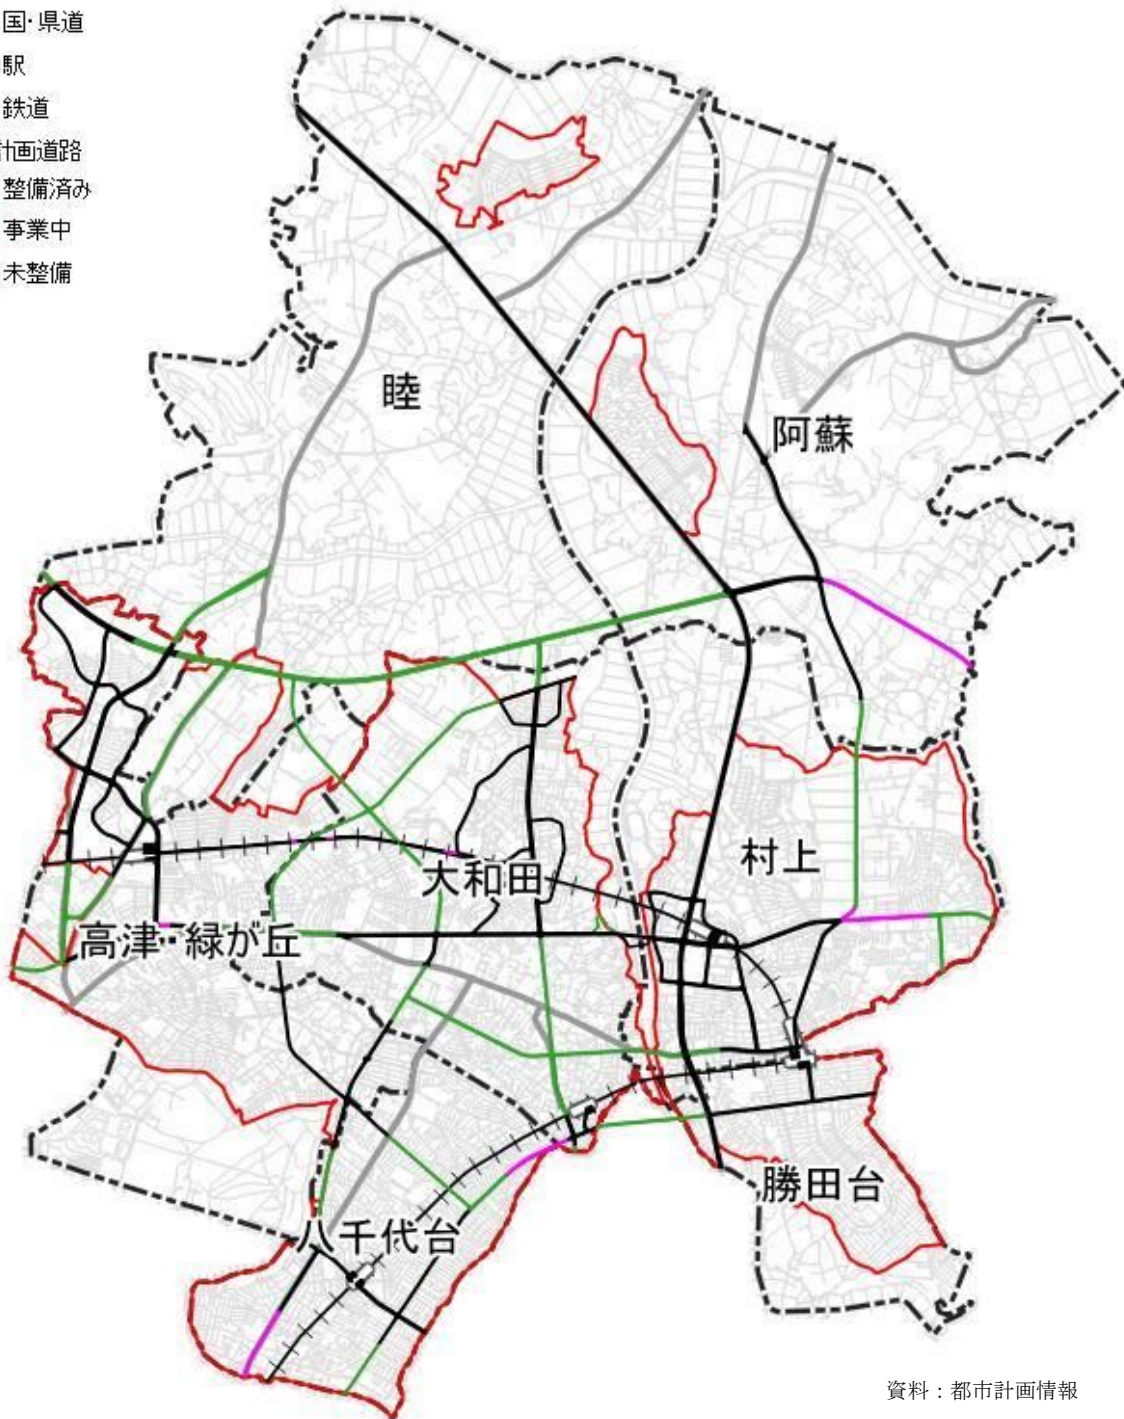 国・県道
駅
鉄道
計画道路
整備済み
事業中
未整備
睦
阿蘇
村上
大和田
高津・緑が丘
勝田台
八千代台
資料：都市計画情報